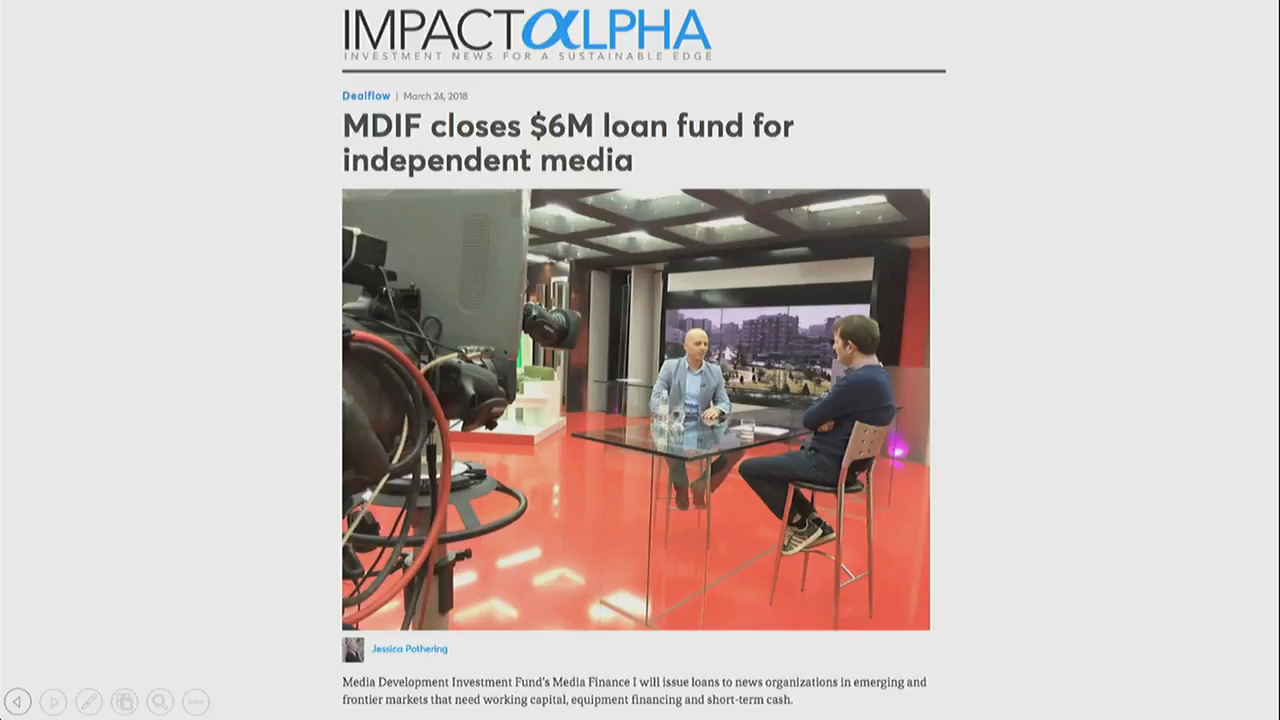 IMPACTαLPHA
INVESTMENT NEWS FOR A SUSTAINABLE EDGE
Dealflow | March 24, 2018
MDIF closes $6M loan fund for
independent media
Jessica Pothering
Media Development Investment Fund's Media Finance I will issue loans to news organizations in emerging and
frontier markets that need working capital, equipment financing and short-term cash.